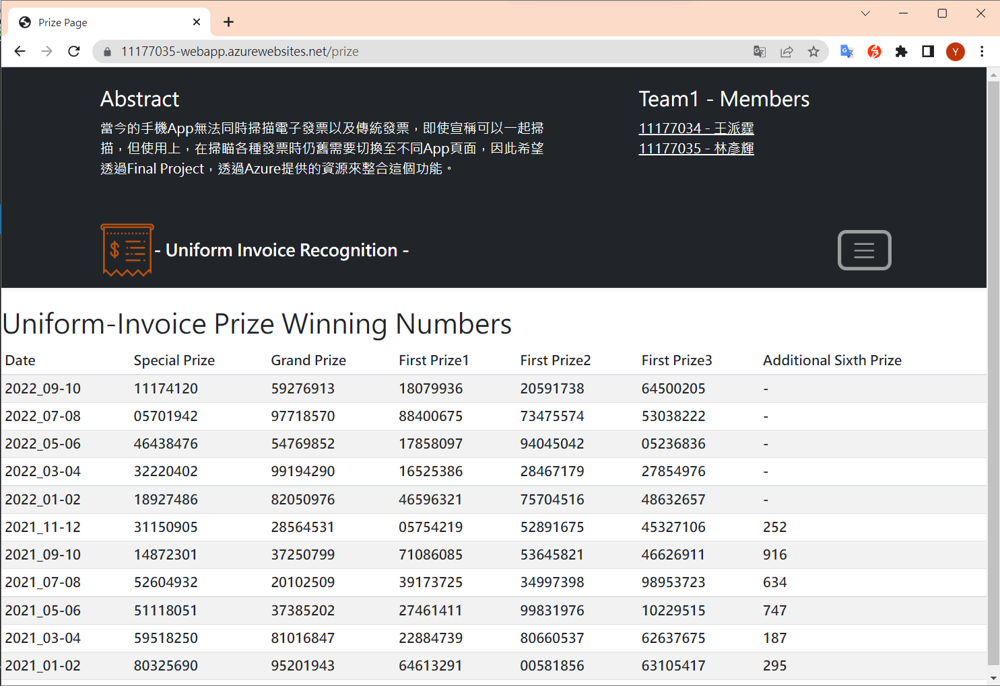 Prize Page
11177035-webapp.azurewebsites.net/prize
Y
Abstract
當今的手機App無法同時掃描電子發票以及傳統發票，即使宣稱可以一起掃
描，但使用上，在掃瞄各種發票時仍舊需要切換至不同App頁面，因此希望
透過Final Project，透過Azure提供的資源來整合這個功能。
Team1 - Members
11177034 - 王派霆
11177035 - 林彥輝
$
- Uniform Invoice Recognition -
Uniform-Invoice Prize Winning Numbers
Date Special Prize Grand Prize First Prize1 First Prize2 First Prize3 Additional Sixth Prize
2022_09-10 11174120 59276913 18079936 20591738 64500205 -
2022_07-08 05701942 97718570 88400675 73475574 53038222 -
2022_05-06 46438476 54769852 17858097 94045042 05236836 -
2022_03-04 32220402 99194290 16525386 28467179 27854976 -
2022_01-02 18927486 82050976 46596321 75704516 48632657 -
2021_11-12 31150905 28564531 05754219 52891675 45327106 252
2021_09-10 14872301 37250799 71086085 53645821 46626911 916
2021_07-08 52604932 20102509 39173725 34997398 98953723 634
2021_05-06 51118051 37385202 27461411 99831976 10229515 747
2021_03-04 59518250 81016847 22884739 80660537 62637675 187
2021_01-02 80325690 95201943 64613291 00581856 63105417 295